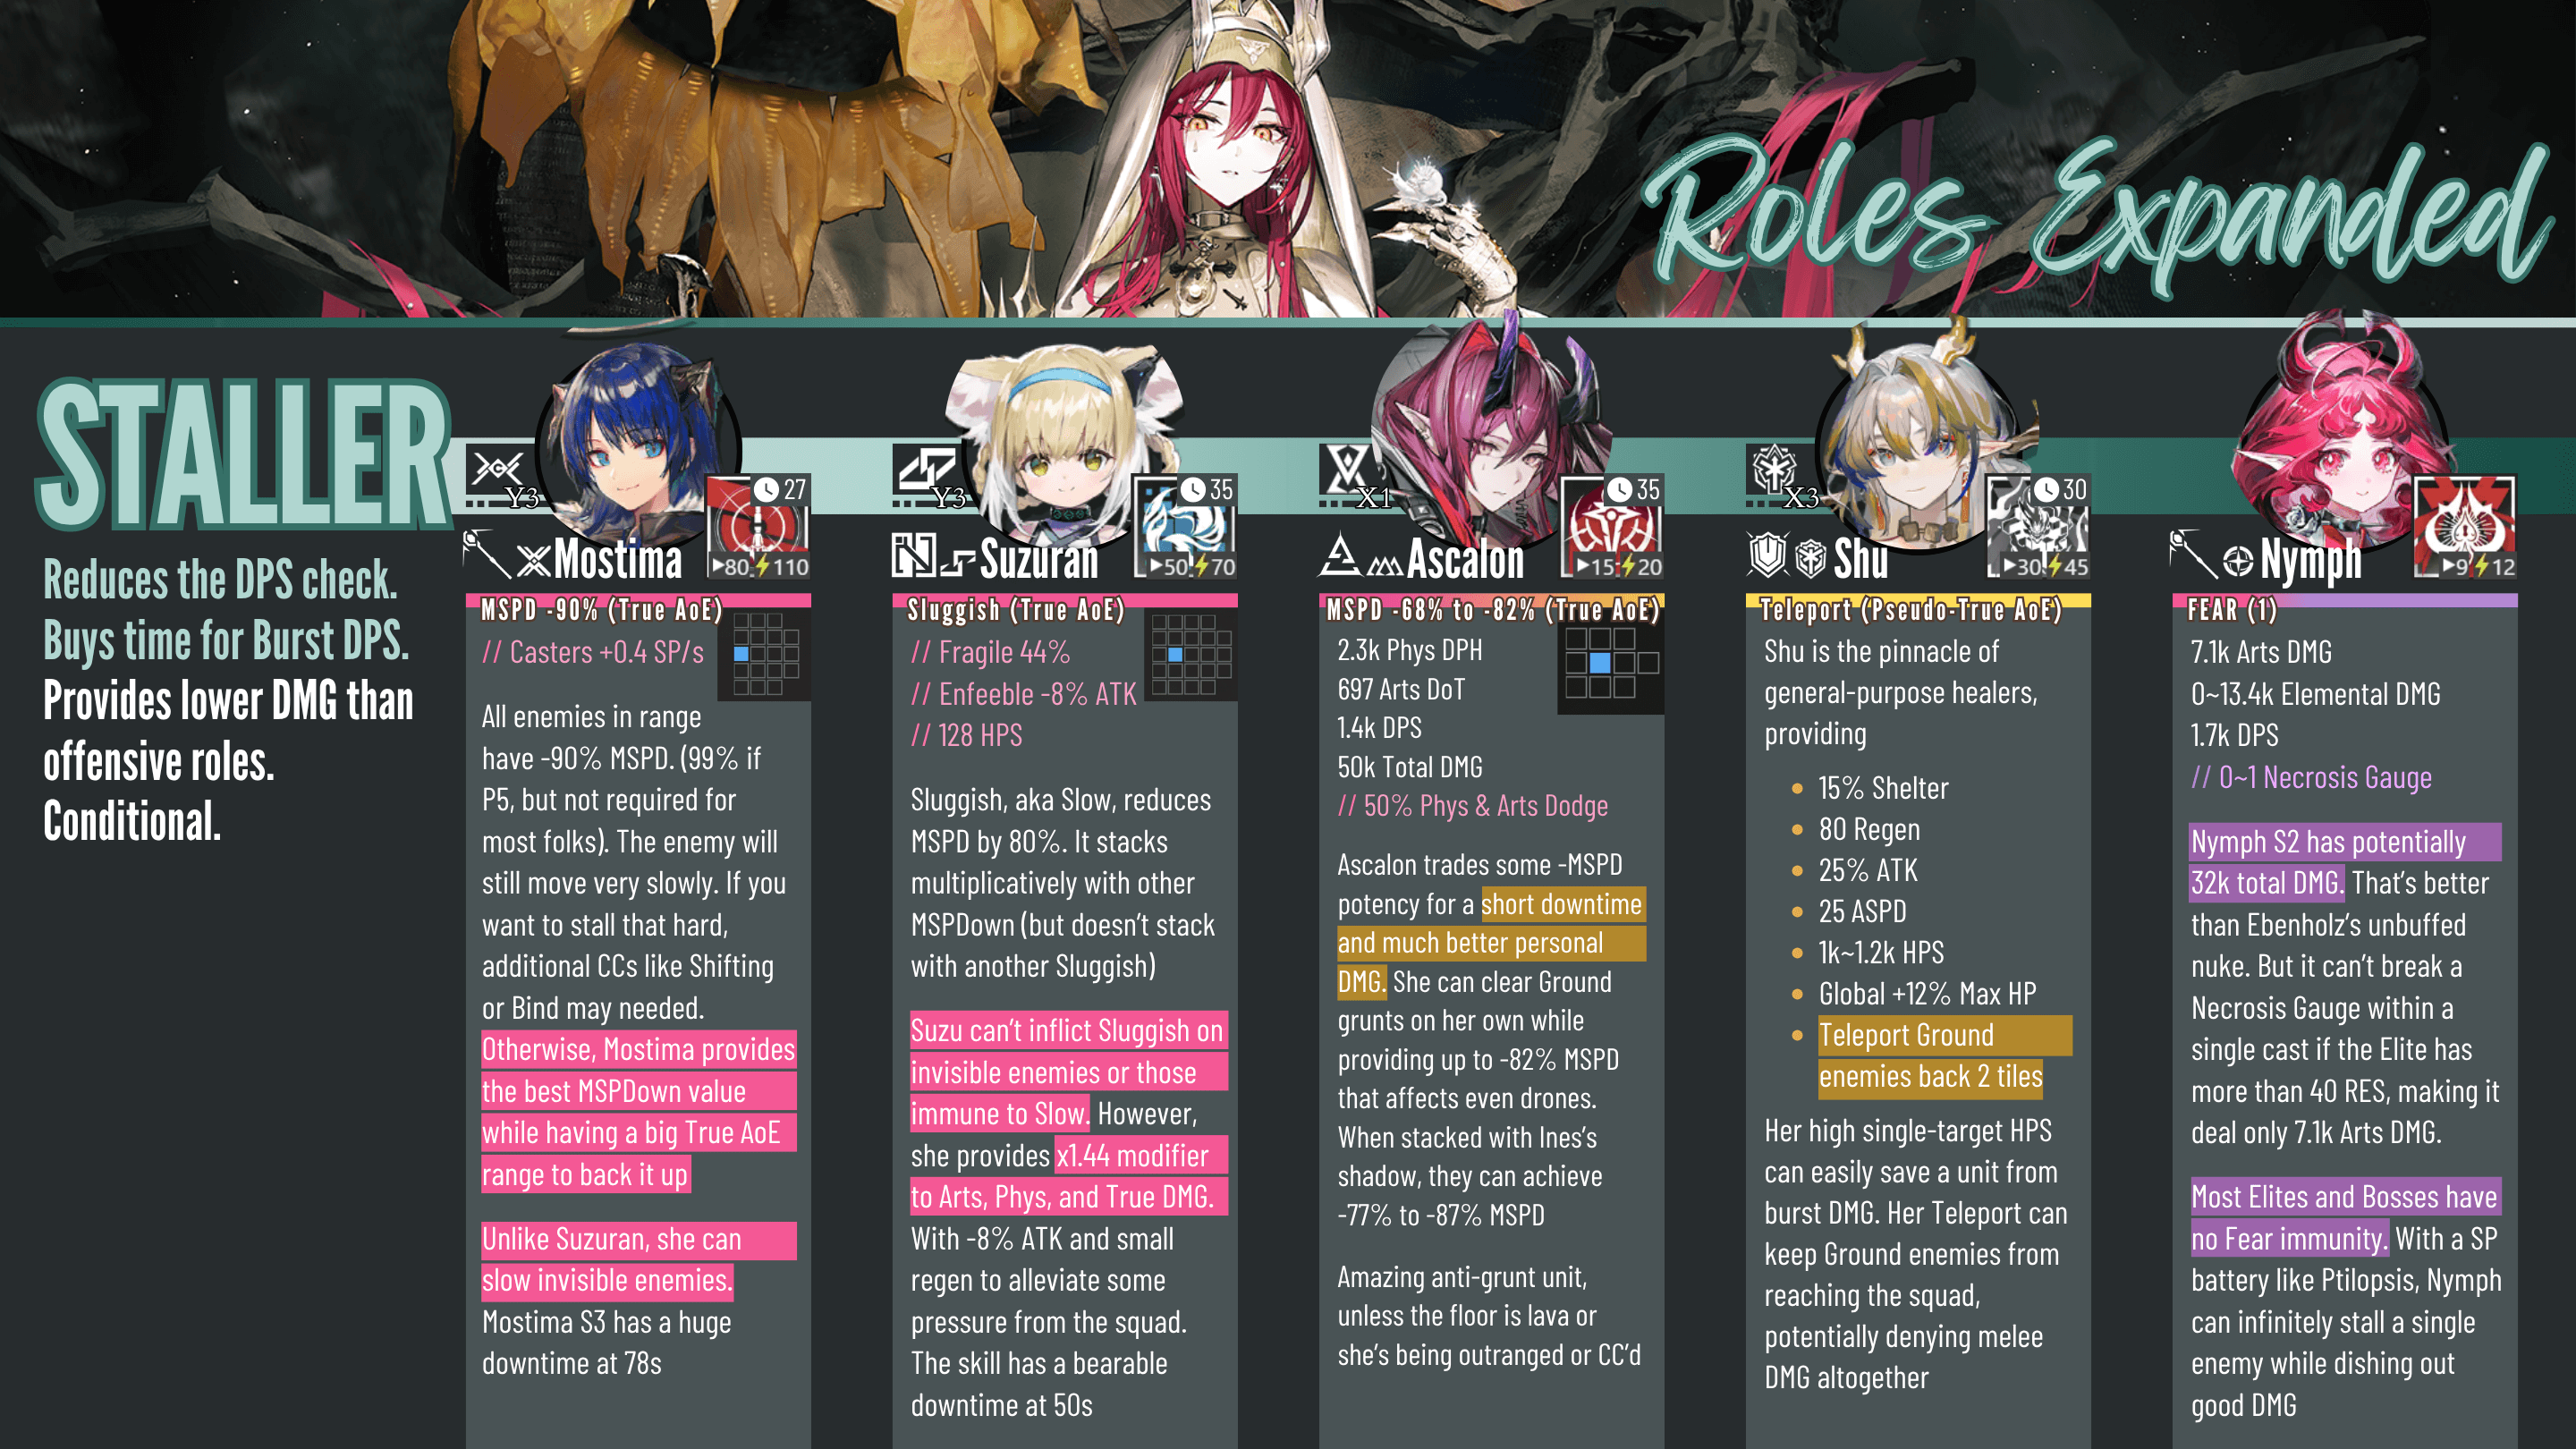 Roles Expanded
STALLER
Reduces the DPS check.
Buys time for Burst DPS.
Provides lower DMG than
offensive roles.
Conditional.
Y3
27
Mostima
80 110
MSPD -90% (True AoE)
// Casters +0.4 SP/s
All enemies in range
have -90% MSPD. (99% if
P5, but not required for
most folks). The enemy will
still move very slowly. If you
want to stall that hard,
additional CCs like Shifting
or Bind may needed.
Otherwise, Mostima provides
the best MSPDown value
while having a big True AoE
range to back it up
Unlike Suzuran, she can
slow invisible enemies.
Mostima S3 has a huge
downtime at 78s
Y3
35
Suzuran
50 70
Sluggish (True AoE)
// Fragile 44%
// Enfeeble -8% ATK
// 128 HPS
Sluggish, aka Slow, reduces
MSPD by 80%. It stacks
multiplicatively with other
MSPDown (but doesn't stack
with another Sluggish)
Suzu can't inflict Sluggish on
invisible enemies or those
immune to Slow. However,
she provides x1.44 modifier
to Arts, Phys, and True DMG.
With -8% ATK and small
regen to alleviate some
pressure from the squad.
The skill has a bearable
downtime at 50s
X1
35
Ascalon
15 20
MSPD -68% to -82% (True AoE)
2.3k Phys DPH
697 Arts DoT
1.4k DPS
50k Total DMG
// 50% Phys & Arts Dodge
Ascalon trades some -MSPD
potency for a short downtime
and much better personal
DMG. She can clear Ground
grunts on her own while
providing up to -82% MSPD
that affects even drones.
When stacked with Ines's
shadow, they can achieve
-77% to -87% MSPD
Amazing anti-grunt unit,
unless the floor is lava or
she's being outranged or CC'd
X3
30
Shu
30 45
Teleport (Pseudo-True AoE)
Shu is the pinnacle of
general-purpose healers,
providing
• 15% Shelter
• 80 Regen
• 25% ATK
• 25 ASPD
• 1k~1.2k HPS
• Global +12% Max HP
• Teleport Ground
enemies back 2 tiles
Her high single-target HPS
can easily save a unit from
burst DMG. Her Teleport can
keep Ground enemies from
reaching the squad,
potentially denying melee
DMG altogether
Nymph
9 12
FEAR (1)
7.1k Arts DMG
0~13.4k Elemental DMG
1.7k DPS
// 0~1 Necrosis Gauge
Nymph S2 has potentially
32k total DMG. That's better
than Ebenholz's unbuffed
nuke. But it can't break a
Necrosis Gauge within a
single cast if the Elite has
more than 40 RES, making it
deal only 7.1k Arts DMG.
Most Elites and Bosses have
no Fear immunity. With a SP
battery like Ptilopsis, Nymph
can infinitely stall a single
enemy while dishing out
good DMG